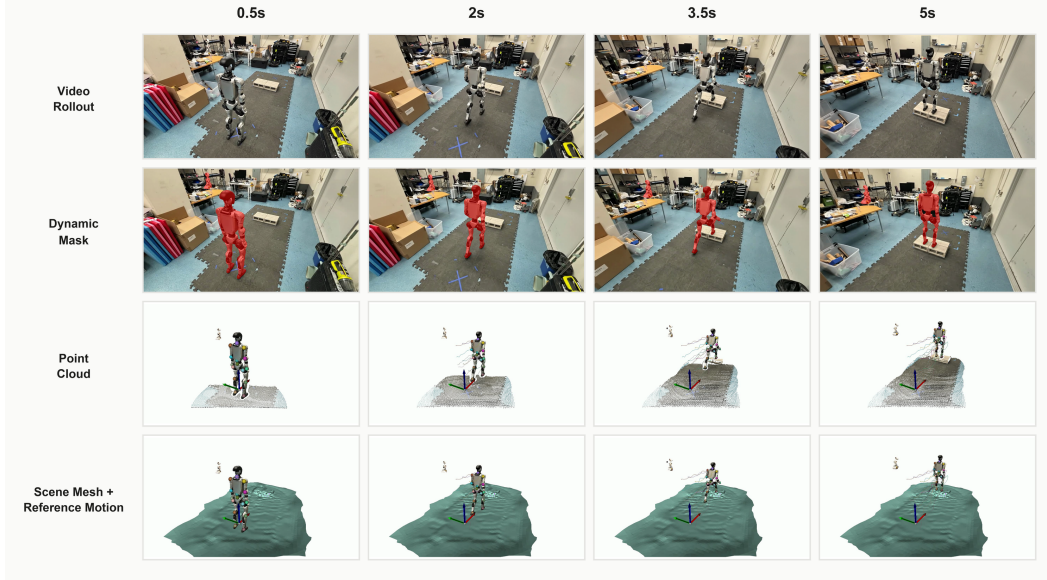 0.5s
2s
3.5s
5s
Video
Rollout
Dynamic
Mask
Point
Cloud
Scene Mesh +
Reference Motion